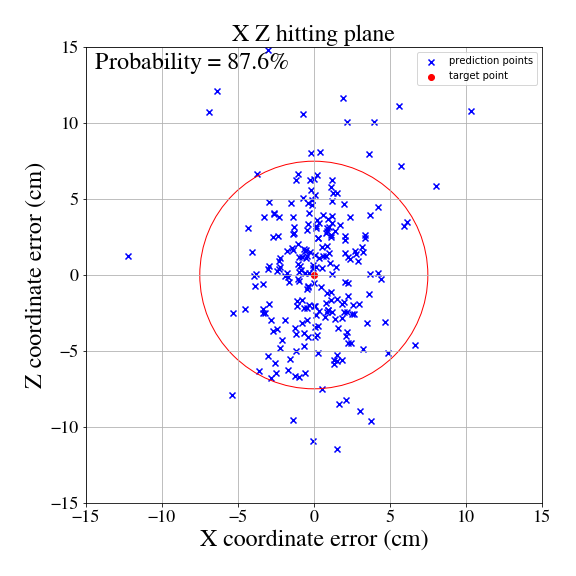 X Z hitting plane
Probability = 87.6%
prediction points
target point
15
10
5
0
−5
−10
−15
Z coordinate error (cm)
−15 −10 −5 0 5 10 15
X coordinate error (cm)